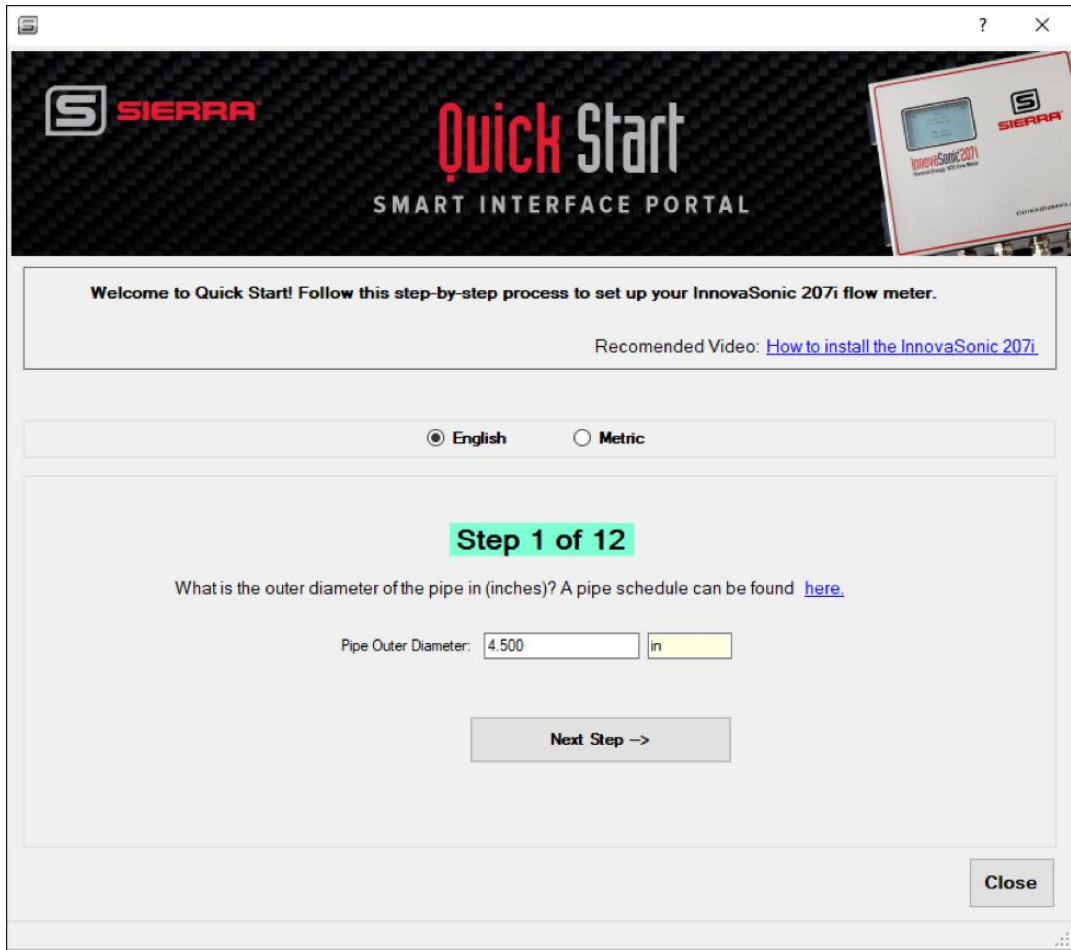 ?
SIERRA
Quick Start
SMART INTERFACE PORTAL
SIERRA
InnovaSonic 207i
Welcome to Quick Start! Follow this step-by-step process to set up your InnovaSonic 207i flow meter.
Recomended Video: How to install the InnovaSonic 207i
English Metric
Step 1 of 12
What is the outer diameter of the pipe in (inches)? A pipe schedule can be found here.
Pipe Outer Diameter: 4.500 in
Next Step -->
Close